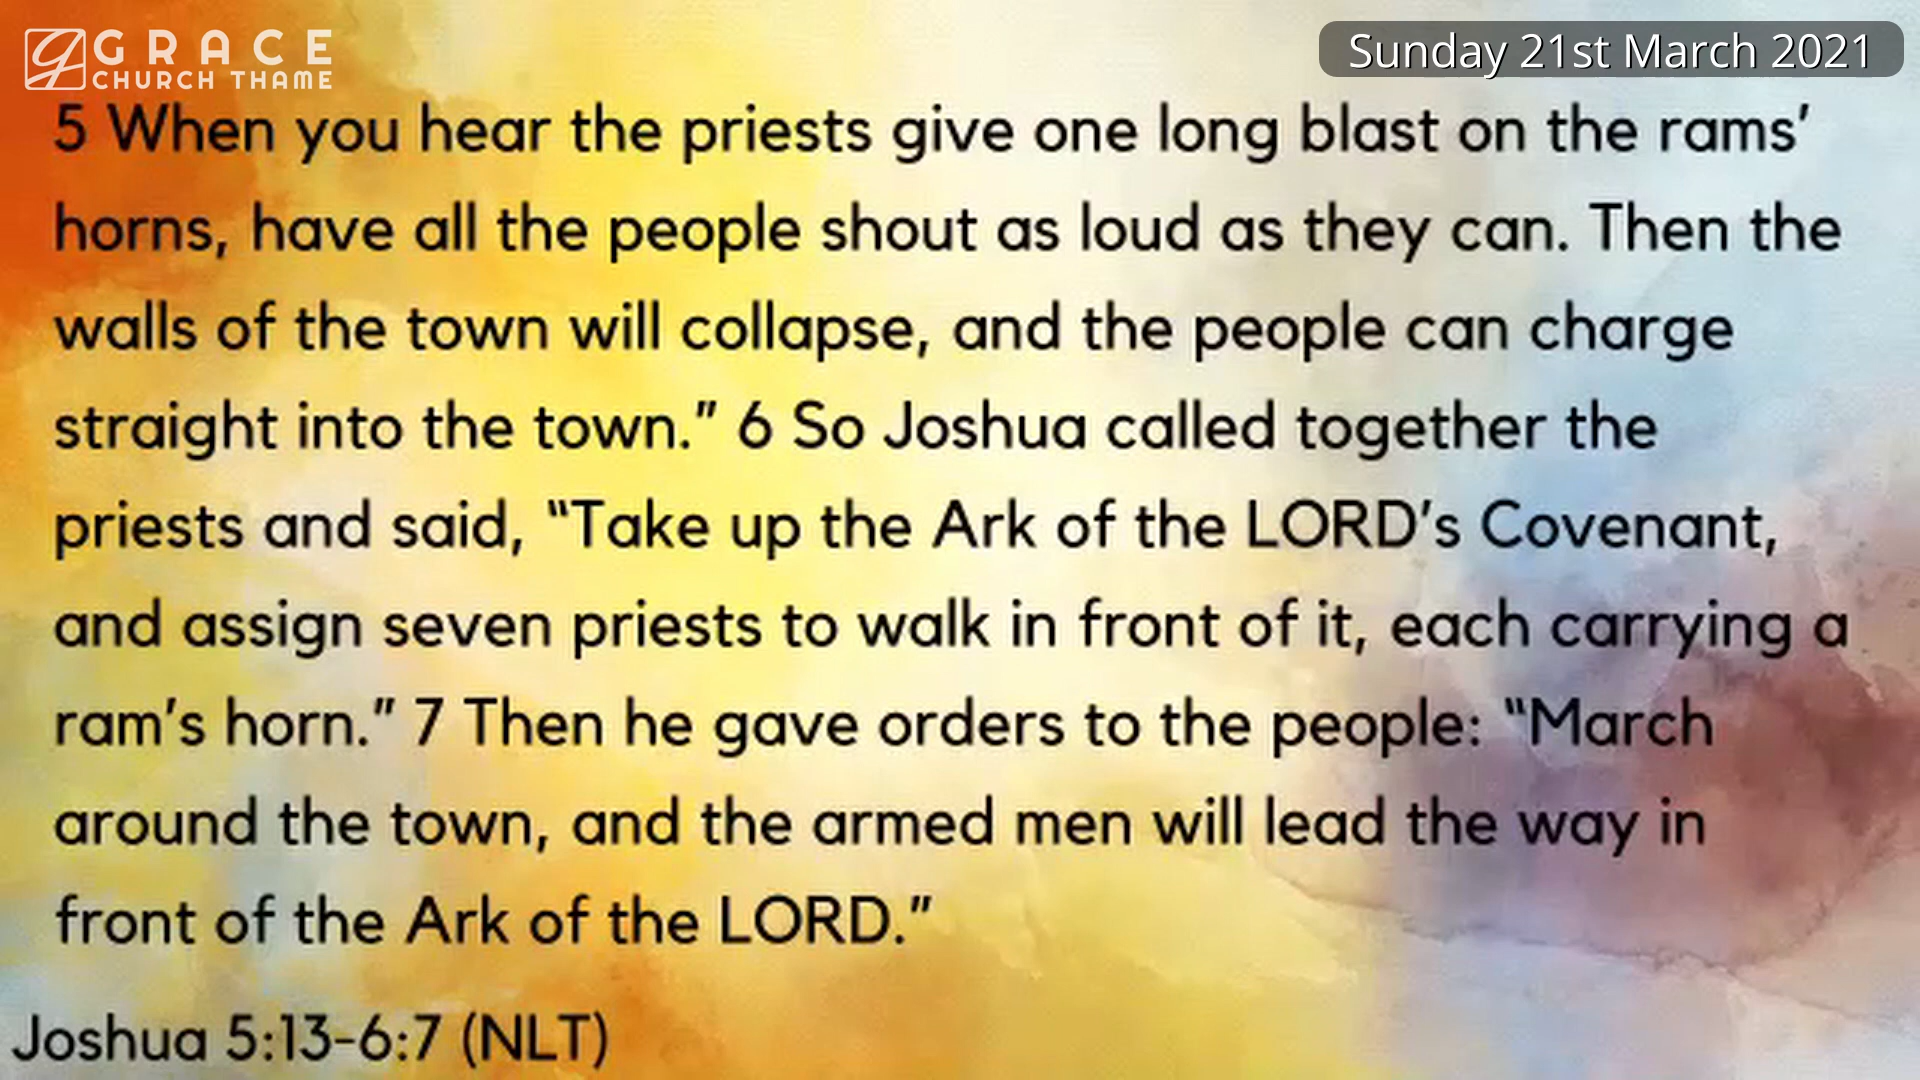 GRACE
CHURCH THAME
Sunday 21st March 2021
5 When you hear the priests give one long blast on the rams’
horns, have all the people shout as loud as they can. Then the
walls of the town will collapse, and the people can charge
straight into the town.” 6 So Joshua called together the
priests and said, “Take up the Ark of the LORD’s Covenant,
and assign seven priests to walk in front of it, each carrying a
ram’s horn.” 7 Then he gave orders to the people: “March
around the town, and the armed men will lead the way in
front of the Ark of the LORD.”
Joshua 5:13-6:7 (NLT)